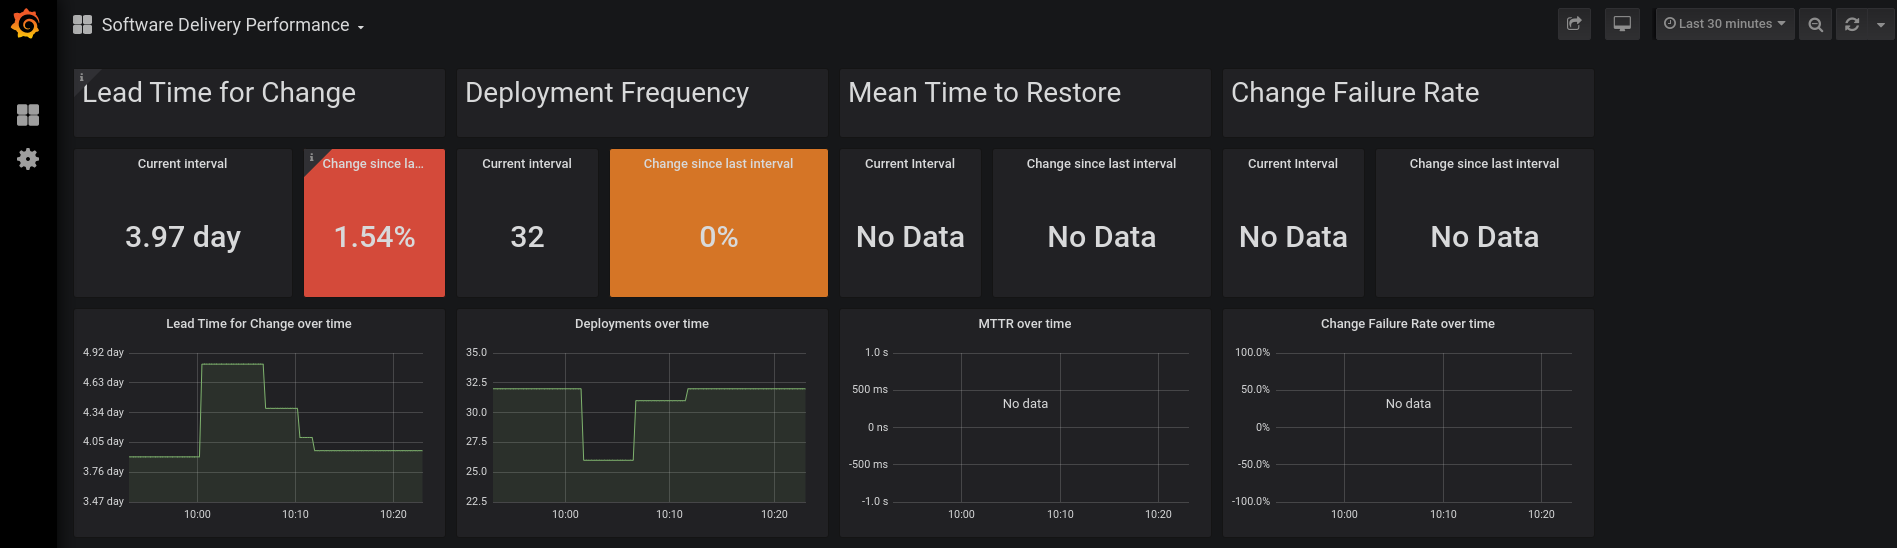 Software Delivery Performance
Last 30 minutes
Lead Time for Change
Deployment Frequency
Mean Time to Restore
Change Failure Rate
Current interval
3.97 day
Change since la...
1.54%
Current interval
32
Change since last interval
0%
Current Interval
No Data
Change since last interval
No Data
Current Interval
No Data
Change since last interval
No Data
Lead Time for Change over time
4.92 day
4.63 day
4.34 day
4.05 day
3.76 day
3.47 day
10:00 10:10 10:20
Deployments over time
35.0
32.5
30.0
27.5
25.0
22.5
10:00 10:10 10:20
MTTR over time
1.0 s
500 ms
0 ns
-500 ms
-1.0 s
No data
10:00 10:10 10:20
Change Failure Rate over time
100.0%
50.0%
0%
-50.0%
-100.0%
No data
10:00 10:10 10:20